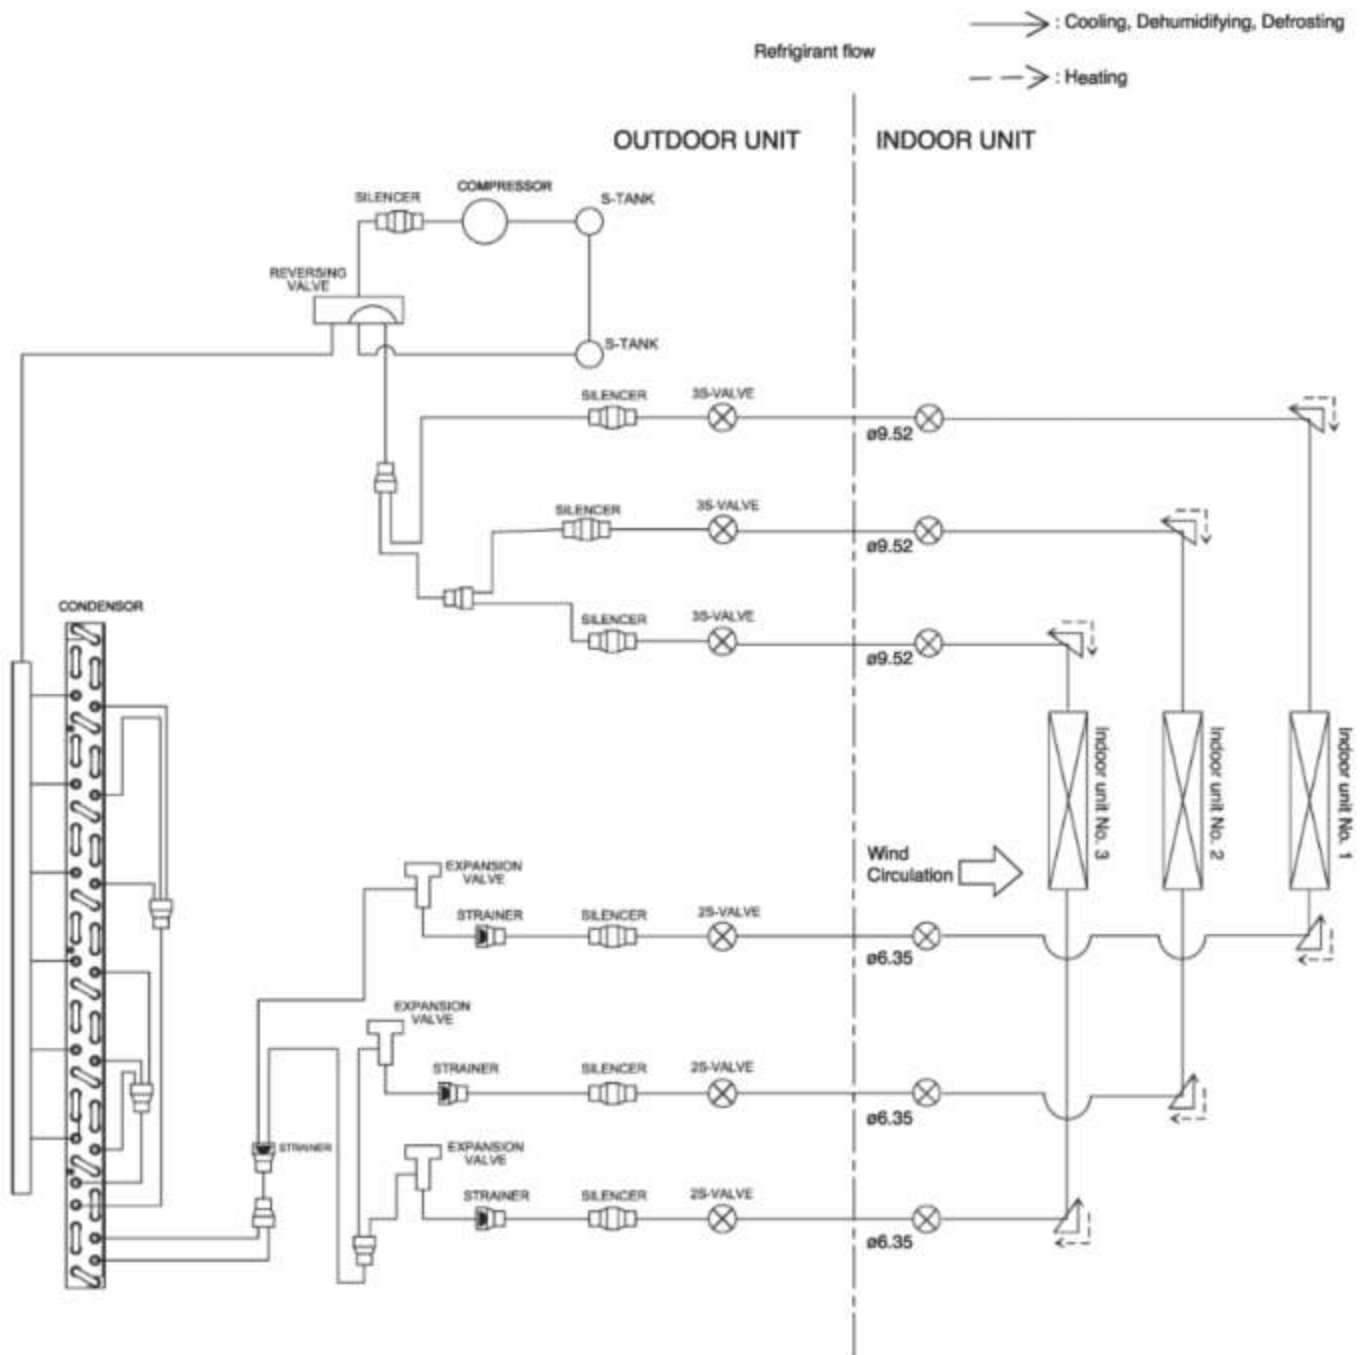 : Cooling, Dehumidifying, Defrosting
Refrigirant flow
: Heating
OUTDOOR UNIT
INDOOR UNIT
COMPRESSOR
SILENCER
S-TANK
REVERSING
VALVE
S-TANK
SILENCER
3S-VALVE
ø9.52
SILENCER
3S-VALVE
ø9.52
CONDENSOR
SILENCER
3S-VALVE
ø9.52
Indoor unit No. 3
Indoor unit No. 2
Indoor unit No. 1
Wind
Circulation
EXPANSION
VALVE
STRAINER
SILENCER
2S-VALVE
ø6.35
EXPANSION
VALVE
STRAINER
SILENCER
2S-VALVE
ø6.35
STRAINER
EXPANSION
VALVE
STRAINER
SILENCER
2S-VALVE
ø6.35